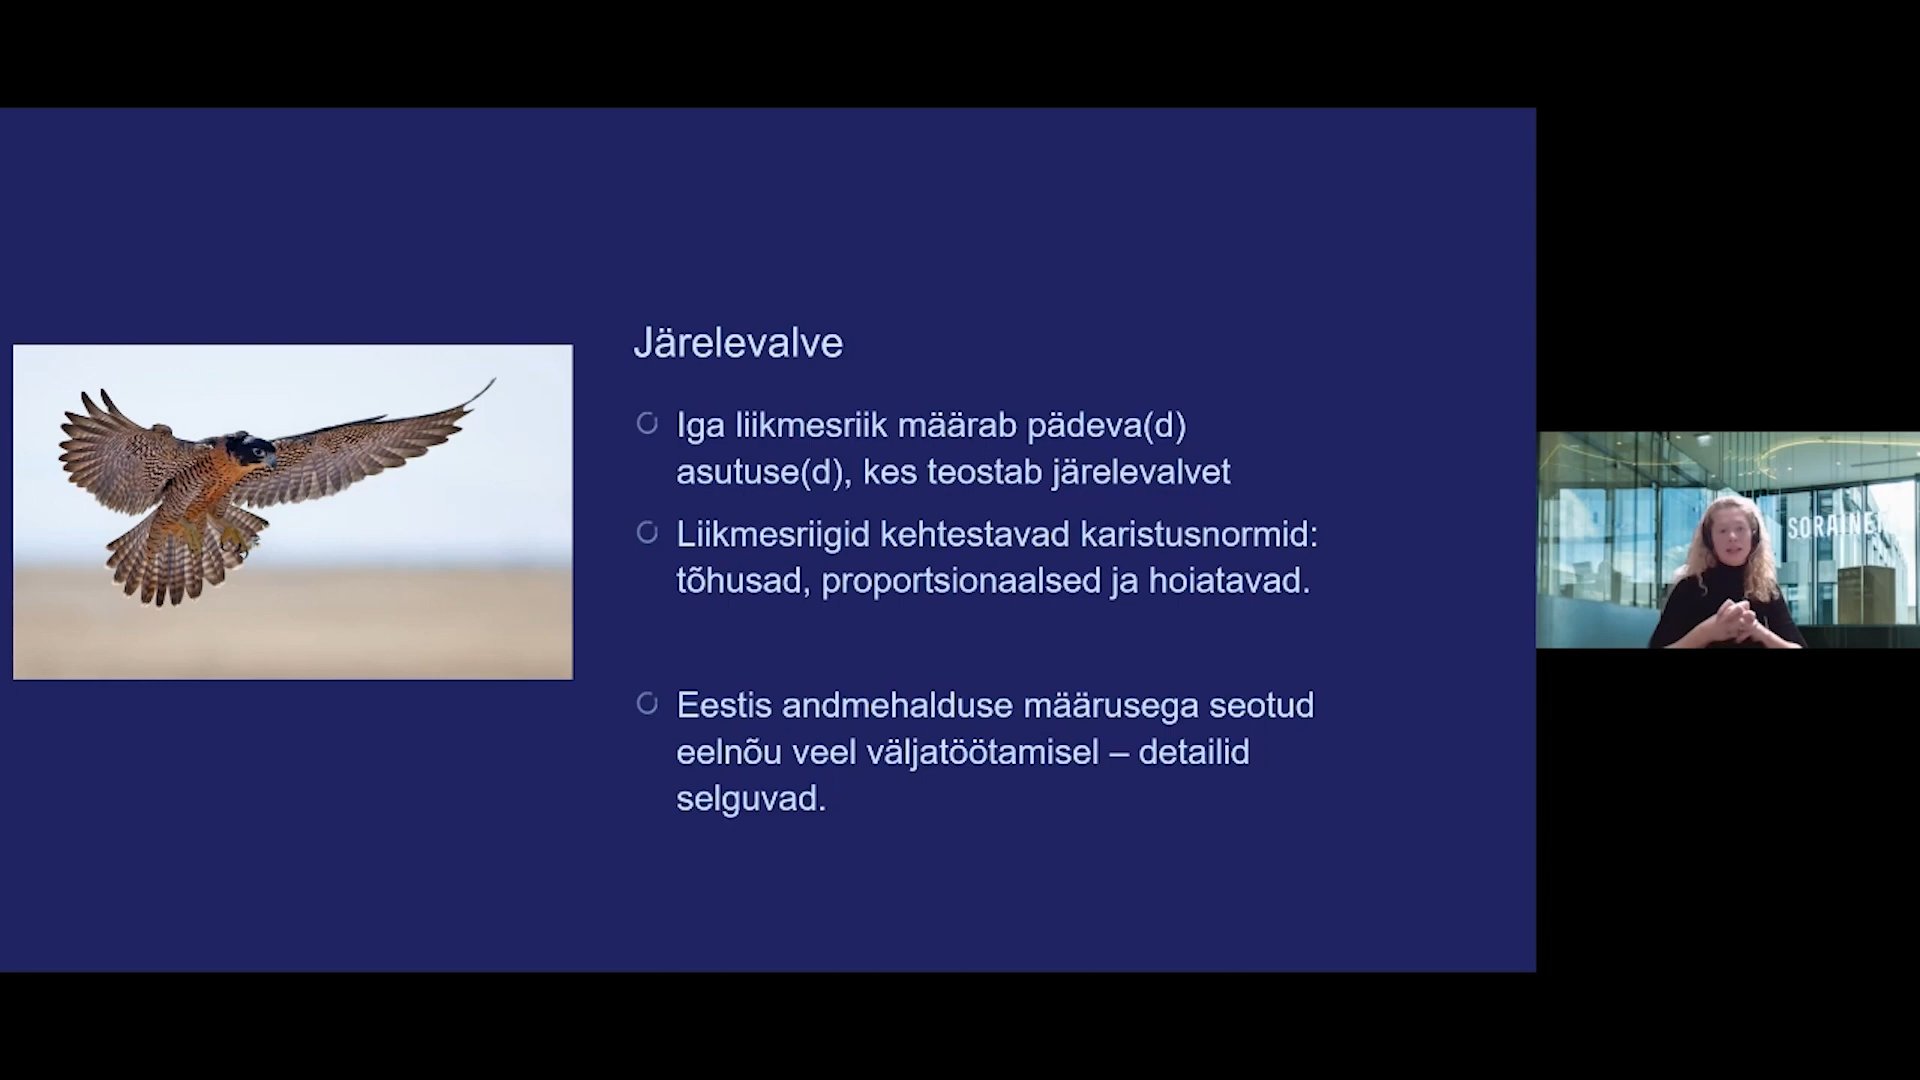 Järelevalve
Iga liikmesriik määrab pädeva(d)
asutuse(d), kes teostab järelevalvet
Liikmesriigid kehtestavad karistusnormid:
tõhusad, proportsionaalsed ja hoiatavad.
Eestis andmehalduse määrusega seotud
eelnõu veel väljatöötamisel – detailid
selguvad.
SORAINEN